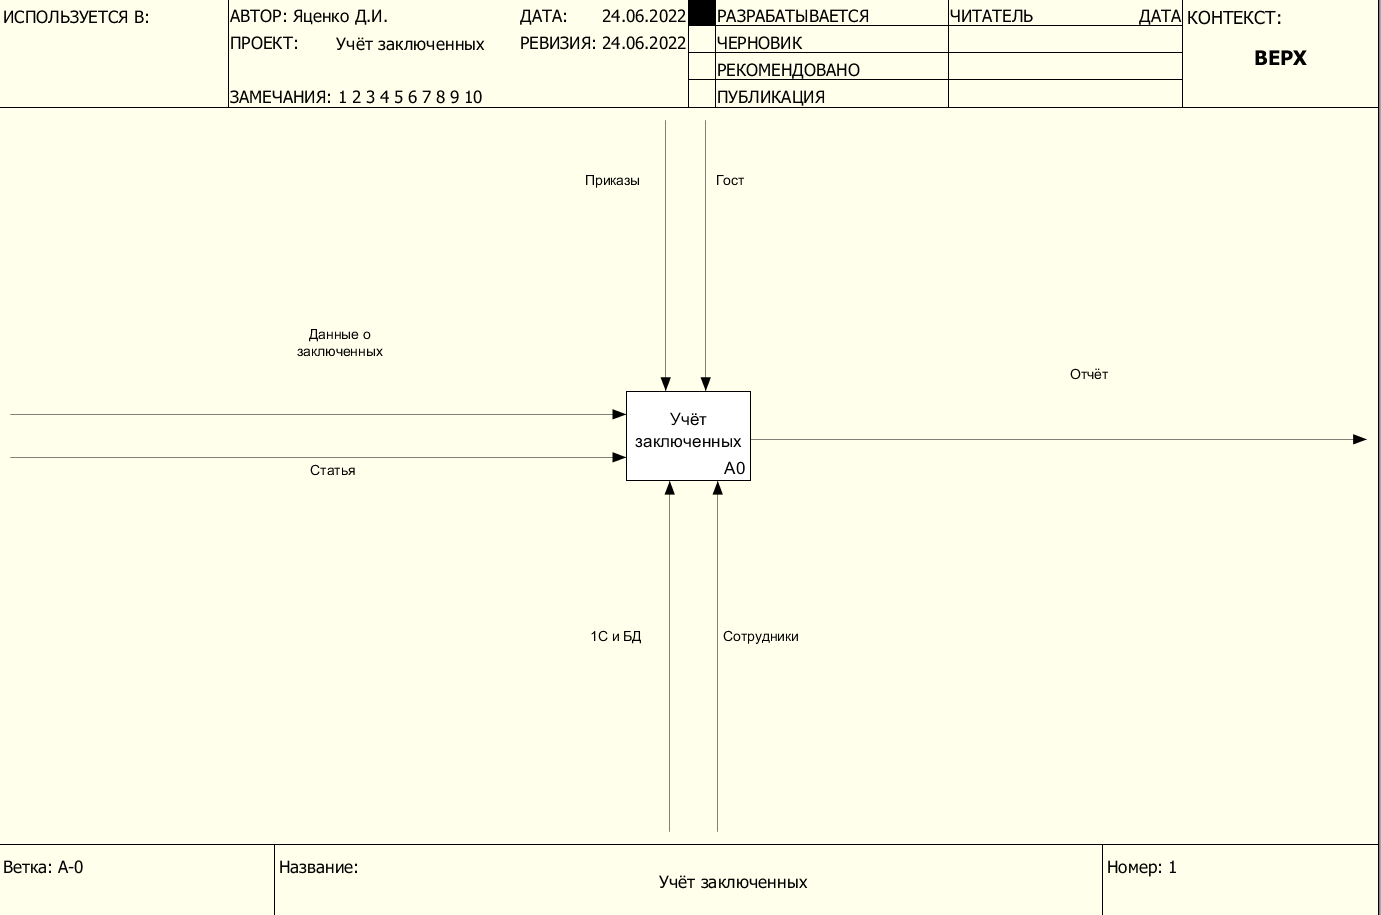 ИСПОЛЬЗУЕТСЯ В:
АВТОР: Яценко Д.И.
ДАТА: 24.06.2022
ПРОЕКТ: Учёт заключенных
РЕВИЗИЯ: 24.06.2022
ЗАМЕЧАНИЯ: 1 2 3 4 5 6 7 8 9 10
РАЗРАБАТЫВАЕТСЯ
ЧЕРНОВИК
РЕКОМЕНДОВАНО
ПУБЛИКАЦИЯ
ЧИТАТЕЛЬ
ДАТА
КОНТЕКСТ:
ВЕРХ
Приказы
Гост
Данные о
заключенных
Отчёт
Учёт
заключенных
A0
Статья
1С и БД
Сотрудники
Ветка: A-0
Название:
Учёт заключенных
Номер: 1